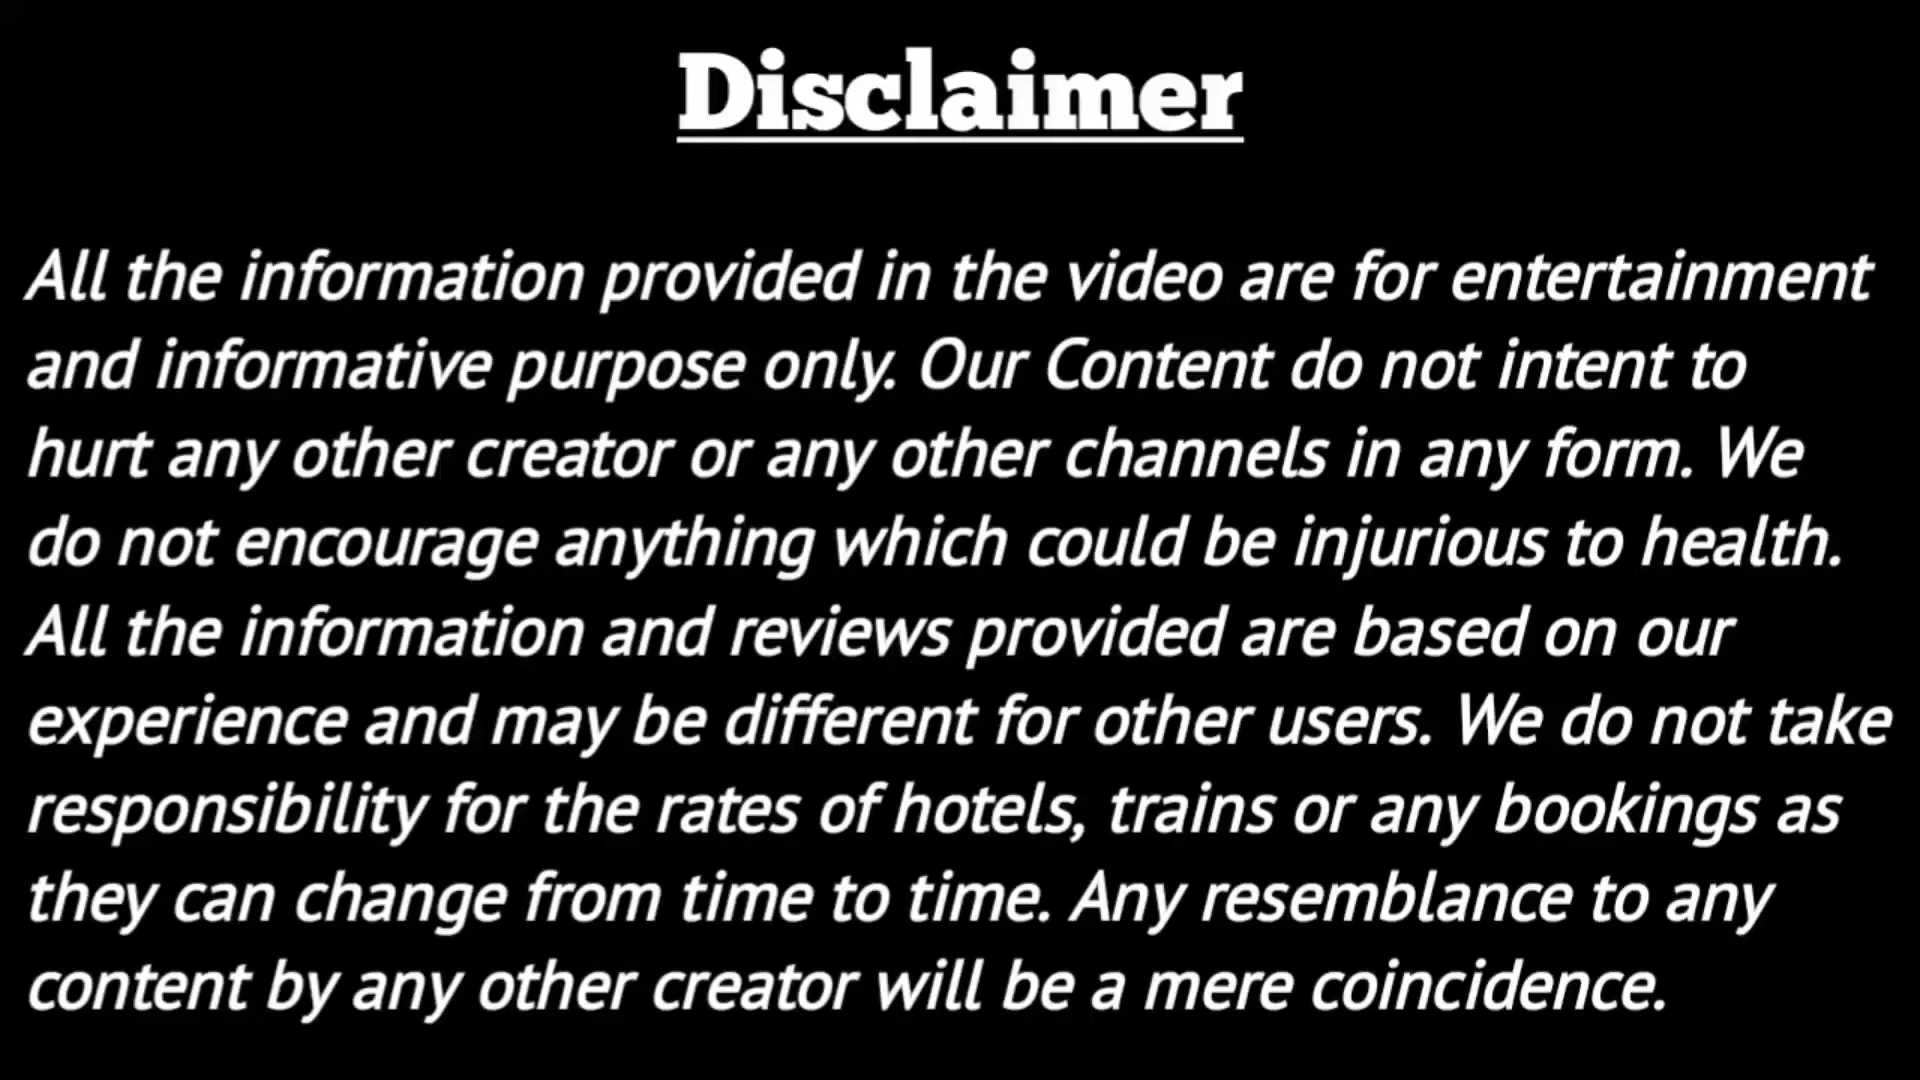 Disclaimer
All the information provided in the video are for entertainment
and informative purpose only. Our Content do not intent to
hurt any other creator or any other channels in any form. We
do not encourage anything which could be injurious to health.
All the information and reviews provided are based on our
experience and may be different for other users. We do not take
responsibility for the rates of hotels, trains or any bookings as
they can change from time to time. Any resemblance to any
content by any other creator will be a mere coincidence.